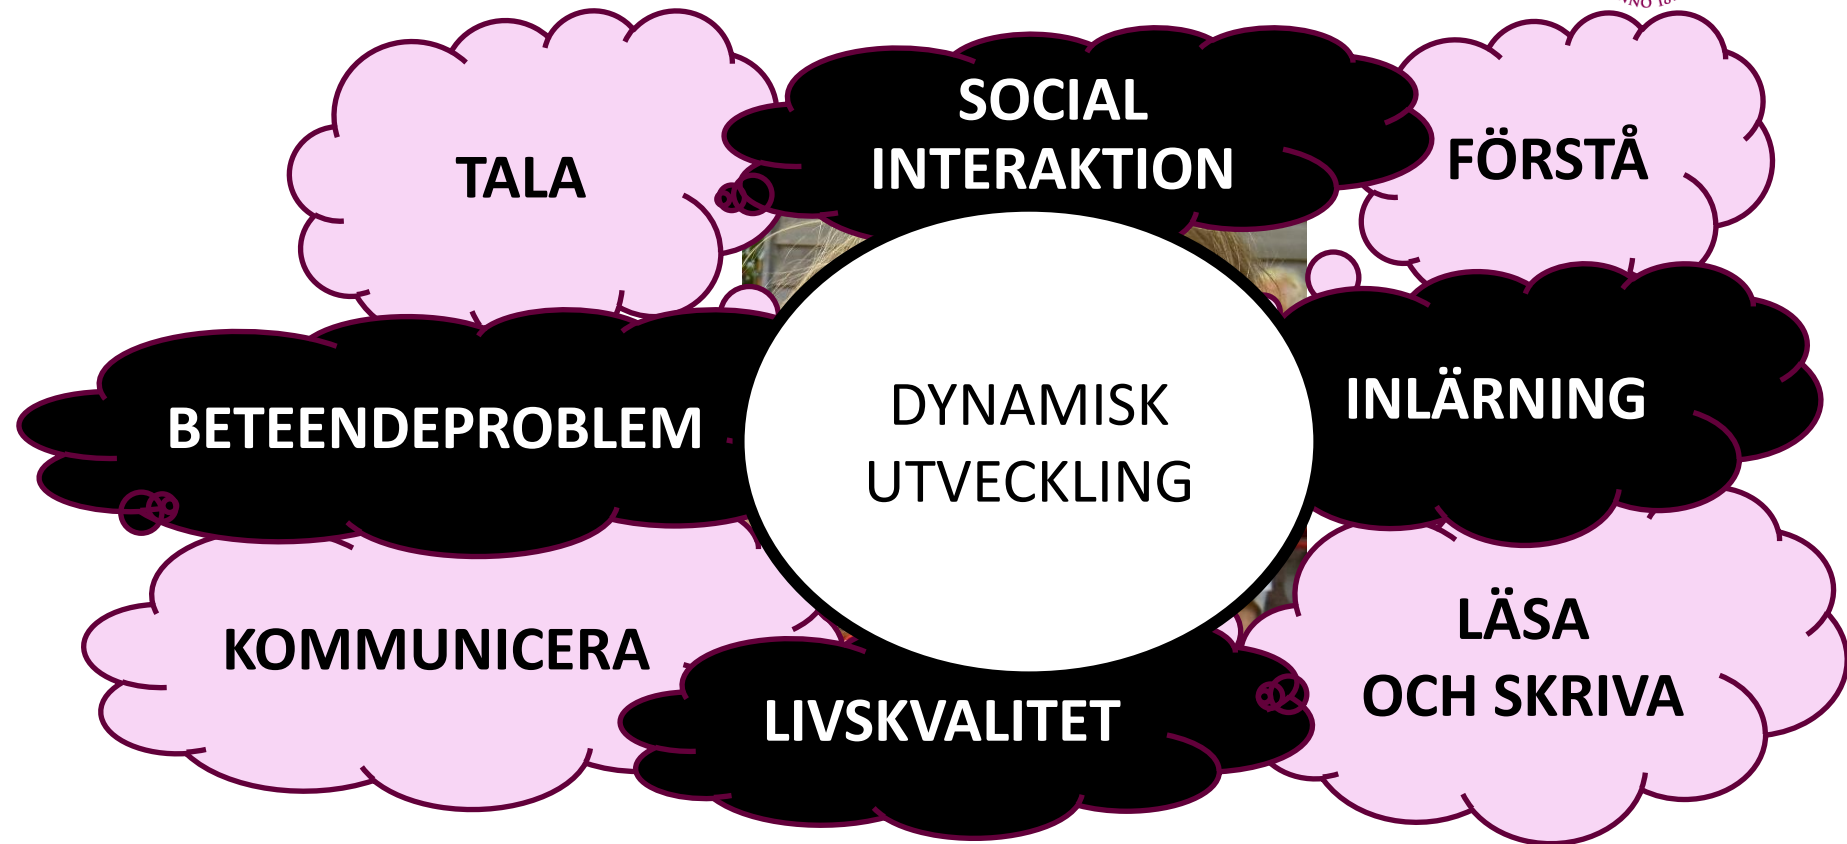 TALA
SOCIAL
INTERAKTION
FÖRSTÅ
BETEENDEPROBLEM
DYNAMISK
UTVECKLING
INLÄRNING
KOMMUNICERA
LIVSKVALITET
LÄSA
OCH SKRIVA